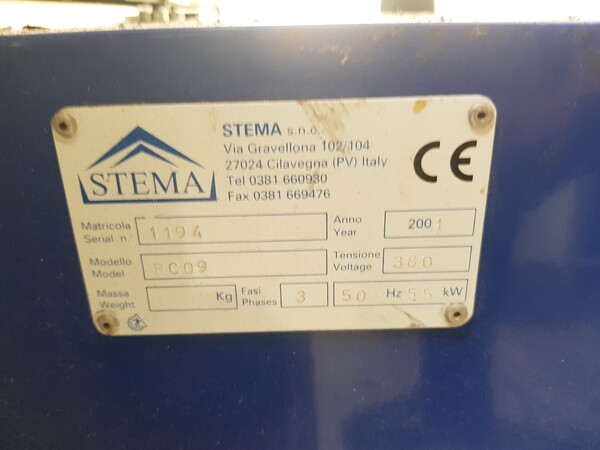 STEMA
STEMA s.n.c.
Via Gravellona 102/104
27024 Cilavegna (PV) Italy
Tel 0381 660930
Fax 0381 669476
CE
Matricola
Serial n° 1194
Anno
Year 2001
Modello
Model RC09
Tensione
Voltage 380
Massa
Weight Kg
Fasi
Phases 3
50 Hz kW